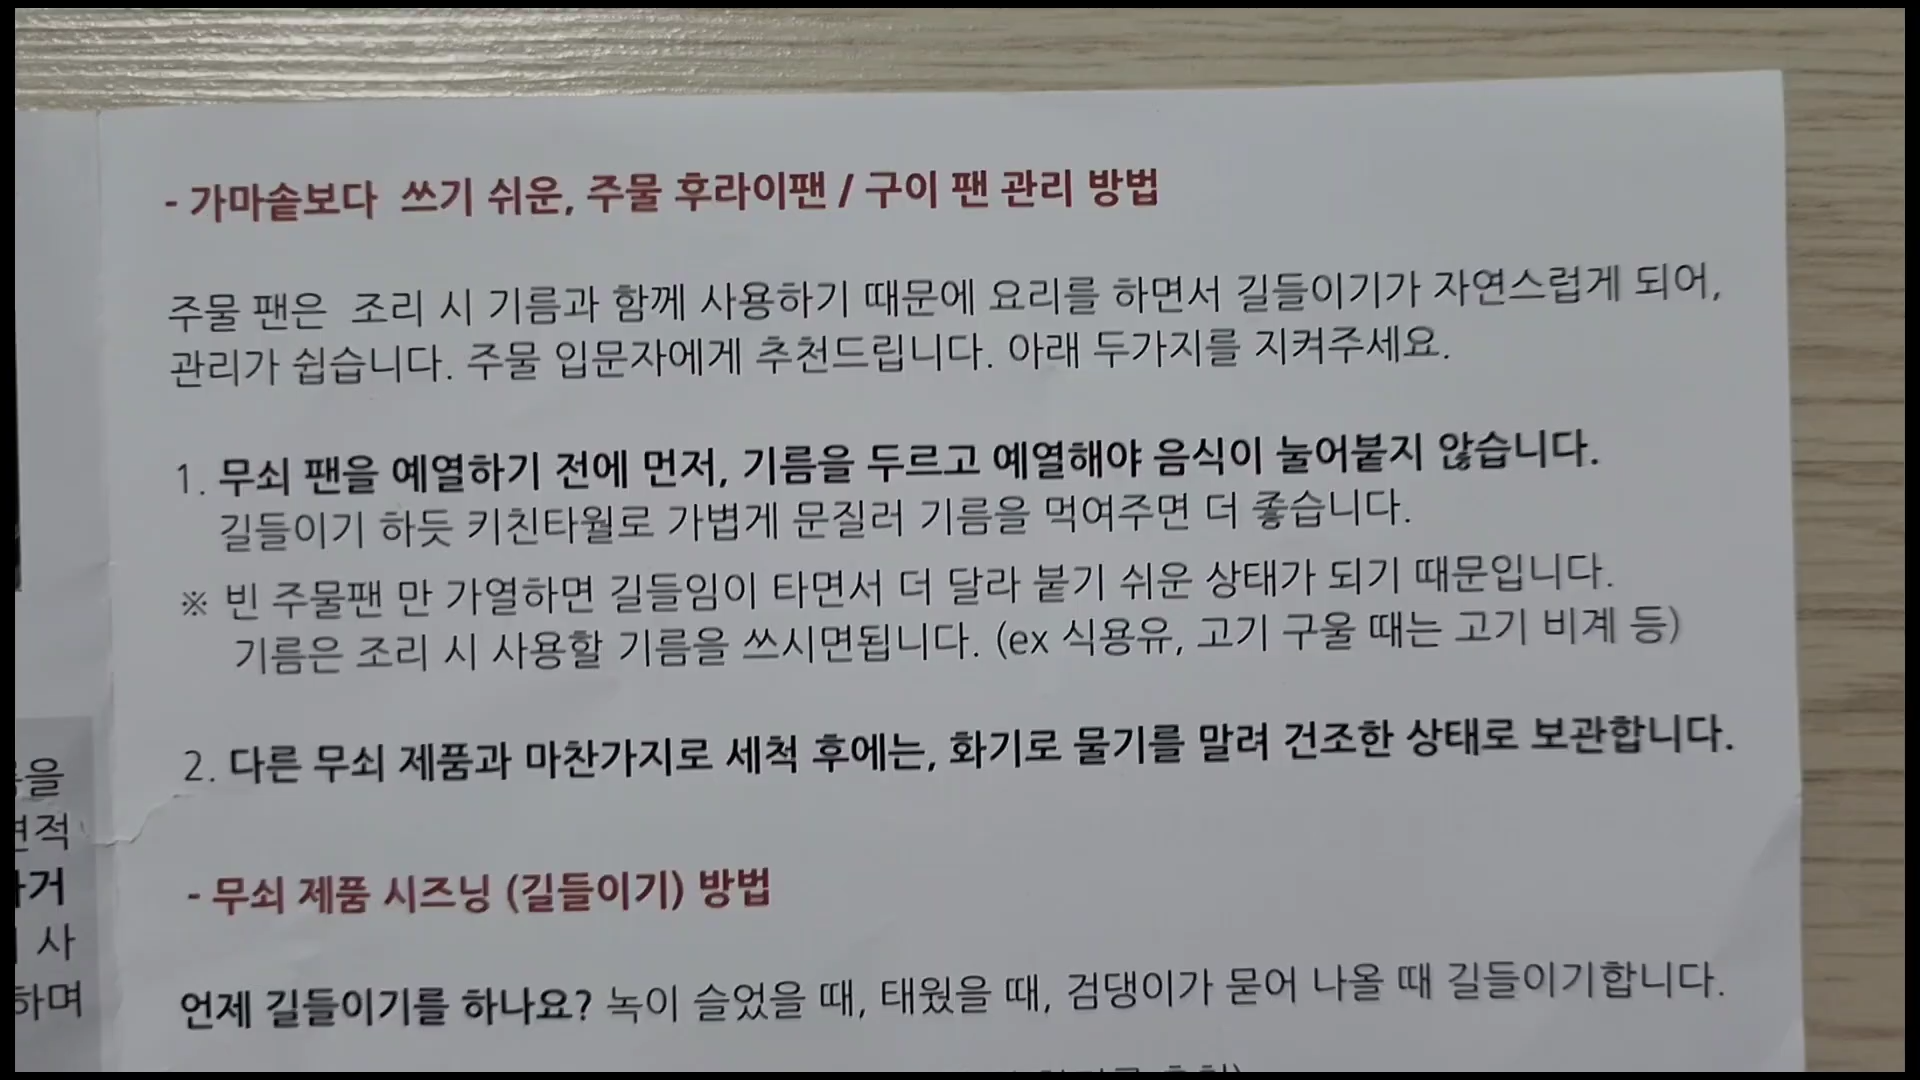 - 가마솥보다 쓰기 쉬운, 주물 후라이팬 / 구이 팬 관리 방법
주물 팬은 조리 시 기름과 함께 사용하기 때문에 요리를 하면서 길들이기가 자연스럽게 되어,
관리가 쉽습니다. 주물 입문자에게 추천드립니다. 아래 두가지를 지켜주세요.
1. 무쇠 팬을 예열하기 전에 먼저, 기름을 두르고 예열해야 음식이 눌어붙지 않습니다.
길들이기 하듯 키친타월로 가볍게 문질러 기름을 먹여주면 더 좋습니다.
※ 빈 주물팬 만 가열하면 길들임이 타면서 더 달라 붙기 쉬운 상태가 되기 때문입니다.
기름은 조리 시 사용할 기름을 쓰시면됩니다. (ex 식용유, 고기 구울 때는 고기 비계 등)
2. 다른 무쇠 제품과 마찬가지로 세척 후에는, 화기로 물기를 말려 건조한 상태로 보관합니다.
- 무쇠 제품 시즈닝 (길들이기) 방법
언제 길들이기를 하나요? 녹이 슬었을 때, 태웠을 때, 검댕이가 묻어 나올 때 길들이기합니다.
을
적
거
사
하며